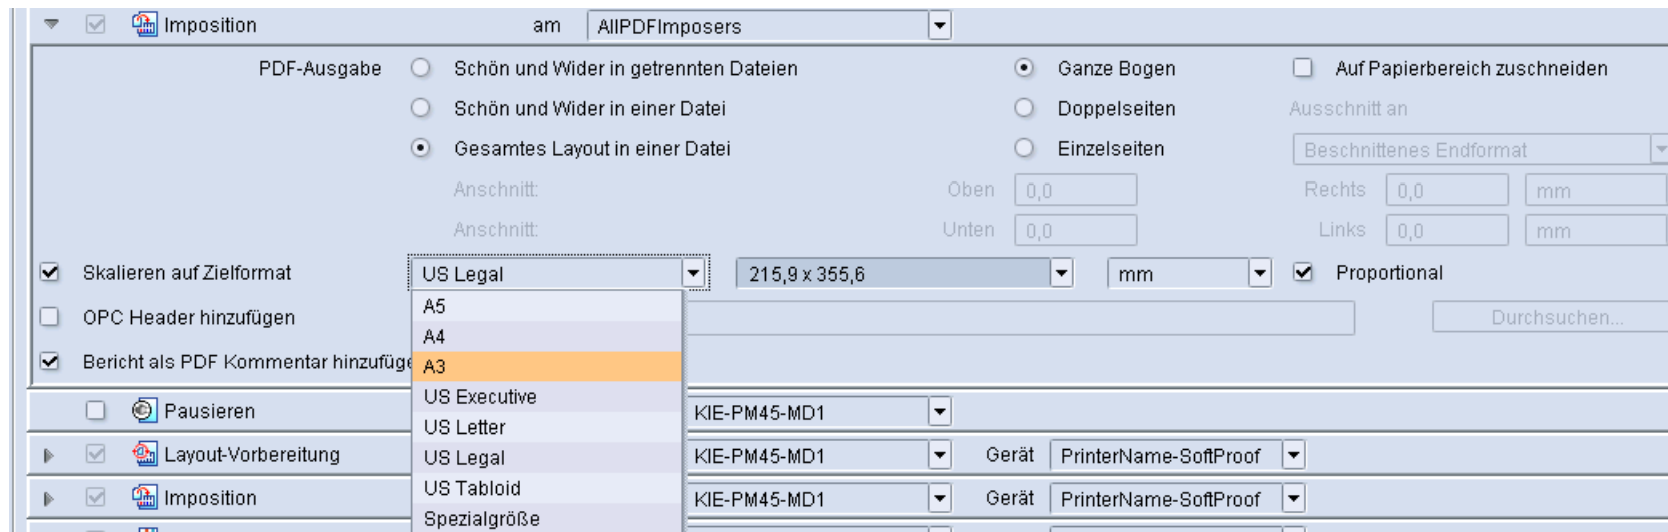 Imposition am AllPDFImposers
PDF-Ausgabe Schön und Wider in getrennten Dateien Ganze Bogen Auf Papierbereich zuschneiden
Schön und Wider in einer Datei Doppelseiten Ausschnitt an
Gesamtes Layout in einer Datei Einzelseiten Beschnittenes Endformat
Anschnitt: Oben 0,0 Rechts 0,0 mm
Anschnitt: Unten 0,0 Links 0,0 mm
Skalieren auf Zielformat US Legal 215,9 x 355,6 mm Proportional
A5
OPC Header hinzufügen Durchsuchen...
A4
Bericht als PDF Kommentar hinzufüge
A3
US Executive
Pausieren KIE-PM45-MD1
US Letter
Layout-Vorbereitung KIE-PM45-MD1 Gerät PrinterName-SoftProof
US Legal
US Tabloid
Imposition KIE-PM45-MD1 Gerät PrinterName-SoftProof
Spezialgröße